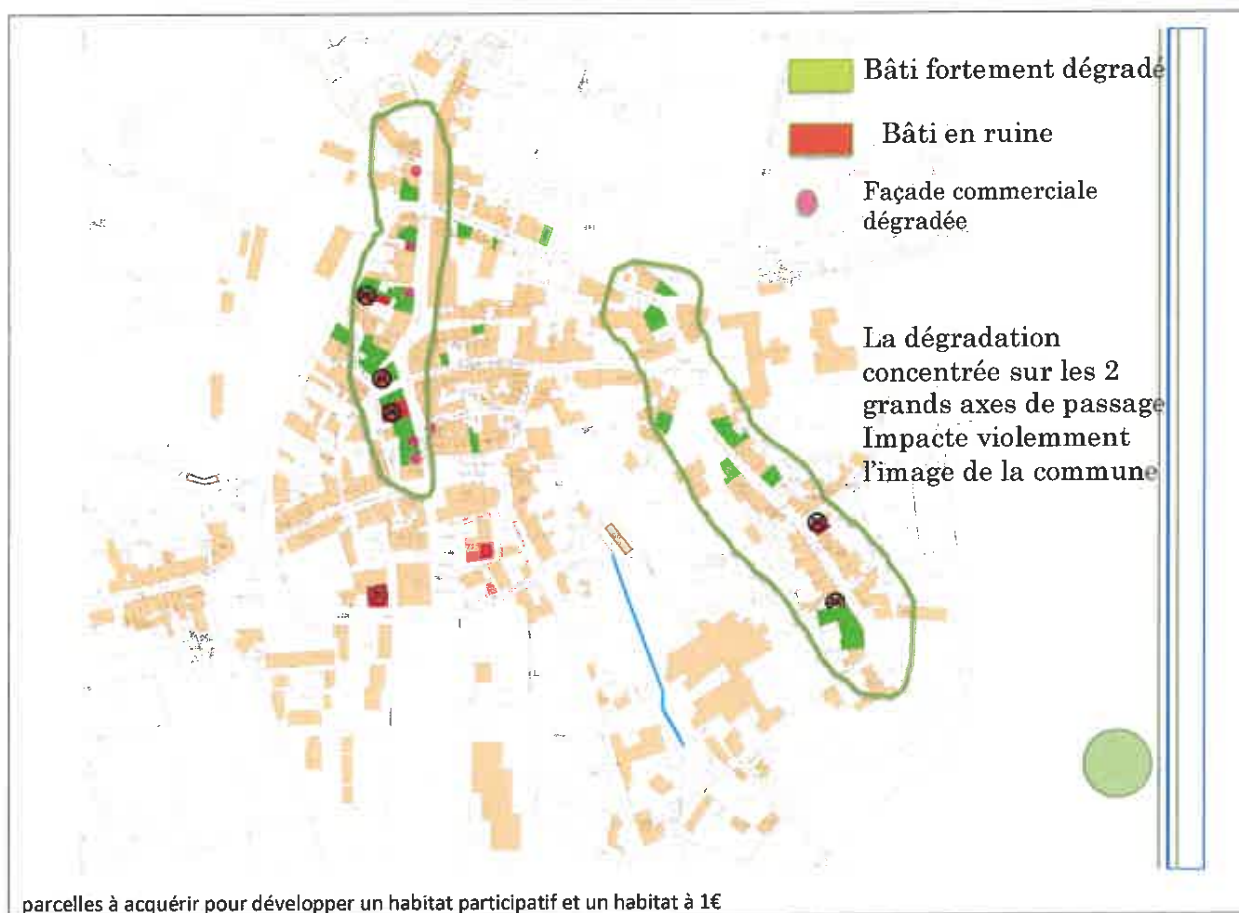 Bâti fortement dégradé
Bâti en ruine
Façade commerciale
dégradée
La dégradation
concentrée sur les 2
grands axes de passage
Impacte violemment
l'image de la commune
parcelles à acquérir pour développer un habitat participatif et un habitat à 1€